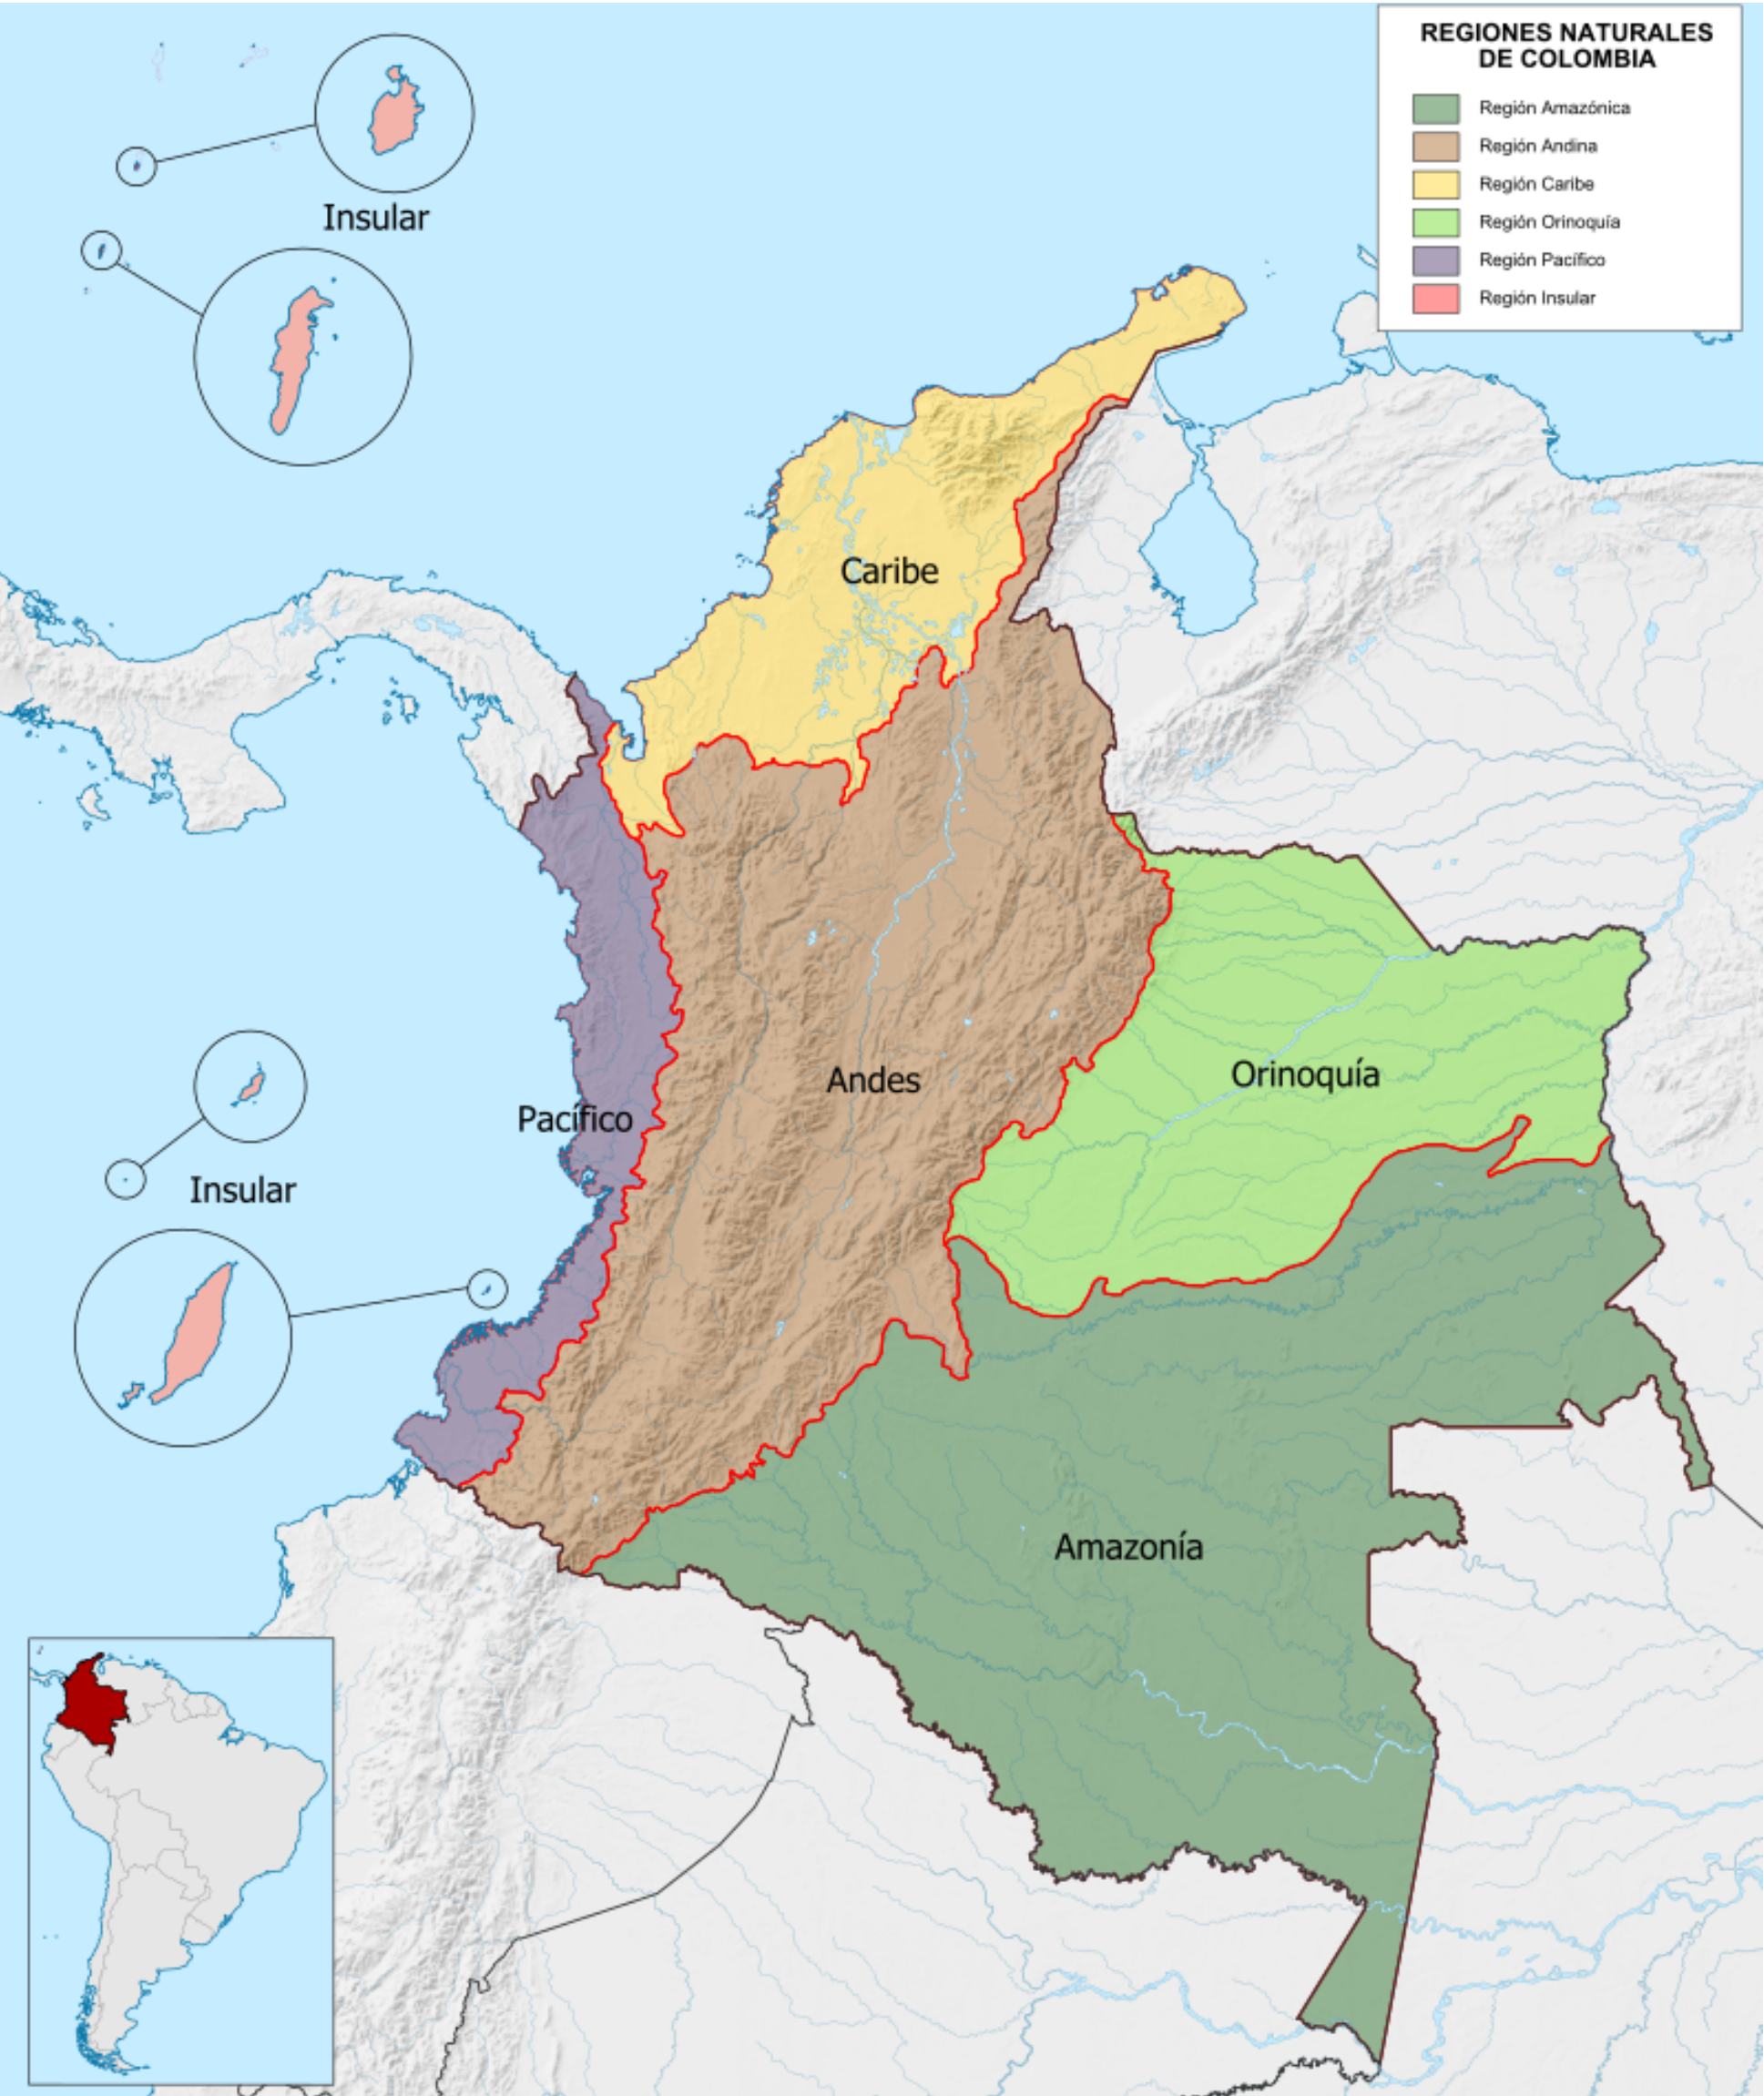 REGIONES NATURALES
DE COLOMBIA
Región Amazónica
Región Andina
Región Caribe
Región Orinoquía
Región Pacífico
Región Insular
Insular
Caribe
Andes
Orinoquía
Pacífico
Insular
Amazonía